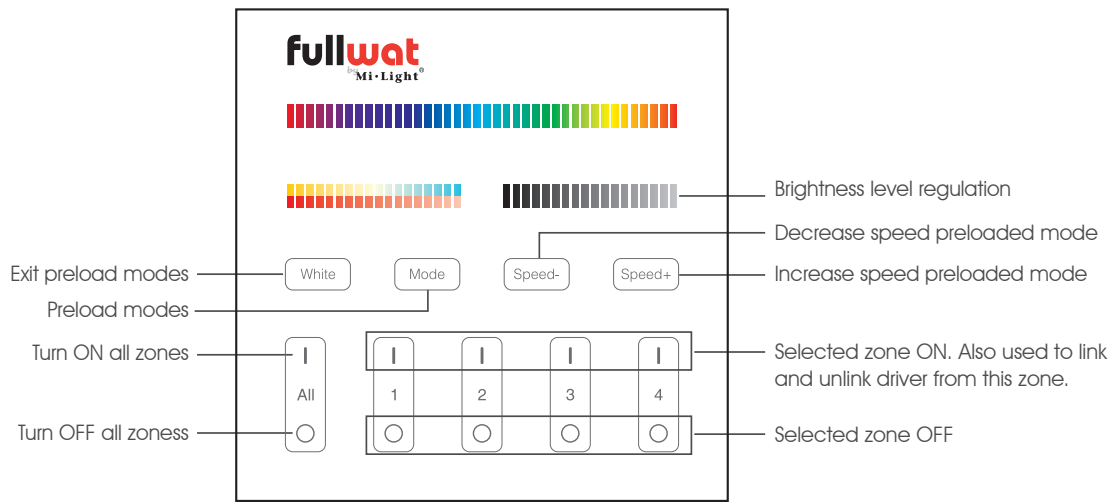 fullwat
by Mi·Light®
Brightness level regulation
Decrease speed preloaded mode
Exit preload modes
White
Mode
Speed-
Speed+
Increase speed preloaded mode
Preload modes
Turn ON all zones
Selected zone ON. Also used to link
and unlink driver from this zone.
All
1
2
3
4
Turn OFF all zoness
Selected zone OFF